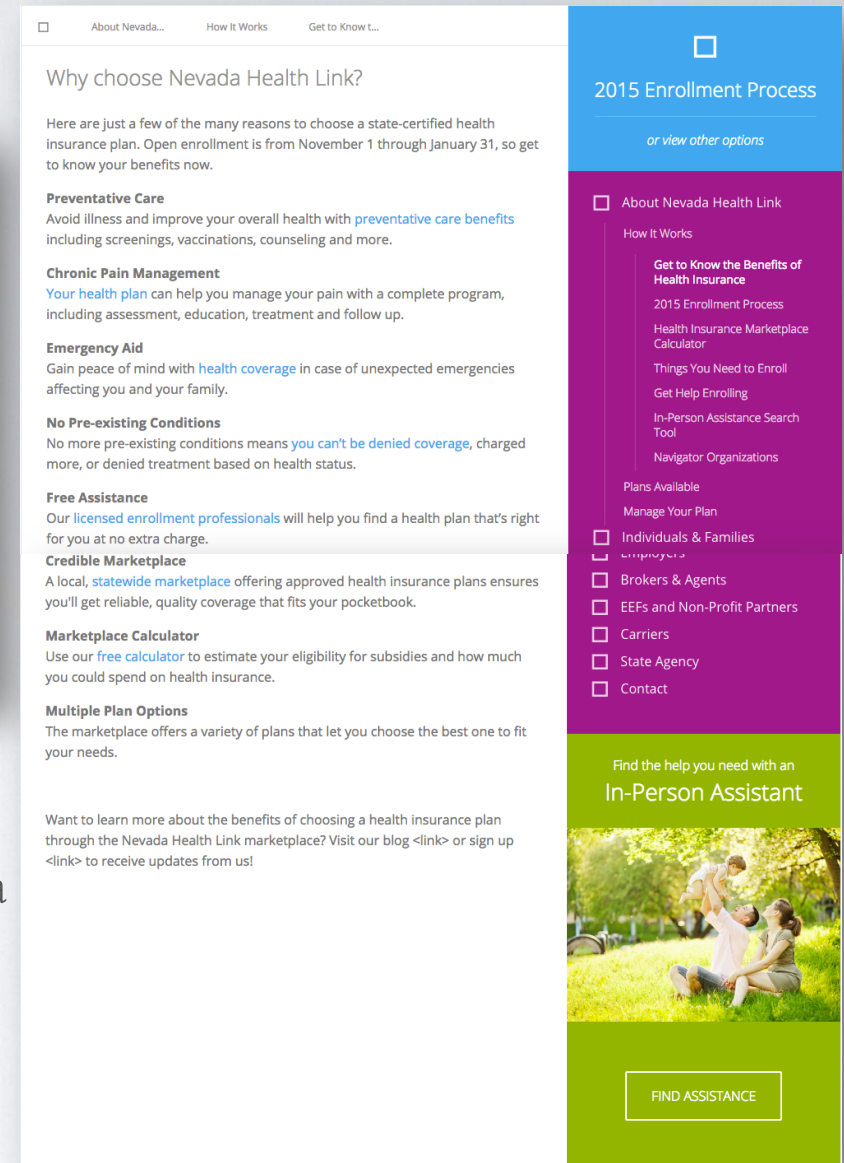 About Nevada... How It Works Get to Know t...
Why choose Nevada Health Link?
Here are just a few of the many reasons to choose a state-certified health
insurance plan. Open enrollment is from November 1 through January 31, so get
to know your benefits now.
Preventative Care
Avoid illness and improve your overall health with preventative care benefits
including screenings, vaccinations, counseling and more.
Chronic Pain Management
Your health plan can help you manage your pain with a complete program,
including assessment, education, treatment and follow up.
Emergency Aid
Gain peace of mind with health coverage in case of unexpected emergencies
affecting you and your family.
No Pre-existing Conditions
No more pre-existing conditions means you can't be denied coverage, charged
more, or denied treatment based on health status.
Free Assistance
Our licensed enrollment professionals will help you find a health plan that's right
for you at no extra charge.
Credible Marketplace
A local, statewide marketplace offering approved health insurance plans ensures
you'll get reliable, quality coverage that fits your pocketbook.
Marketplace Calculator
Use our free calculator to estimate your eligibility for subsidies and how much
you could spend on health insurance.
Multiple Plan Options
The marketplace offers a variety of plans that let you choose the best one to fit
your needs.
Want to learn more about the benefits of choosing a health insurance plan
through the Nevada Health Link marketplace? Visit our blog <link> or sign up
<link> to receive updates from us!
2015 Enrollment Process
or view other options
About Nevada Health Link
How It Works
Get to Know the Benefits of
Health Insurance
2015 Enrollment Process
Health Insurance Marketplace
Calculator
Things You Need to Enroll
Get Help Enrolling
In-Person Assistance Search
Tool
Navigator Organizations
Plans Available
Manage Your Plan
Individuals & Families
Employers
Brokers & Agents
EEFs and Non-Profit Partners
Carriers
State Agency
Contact
Find the help you need with an
In-Person Assistant
FIND ASSISTANCE